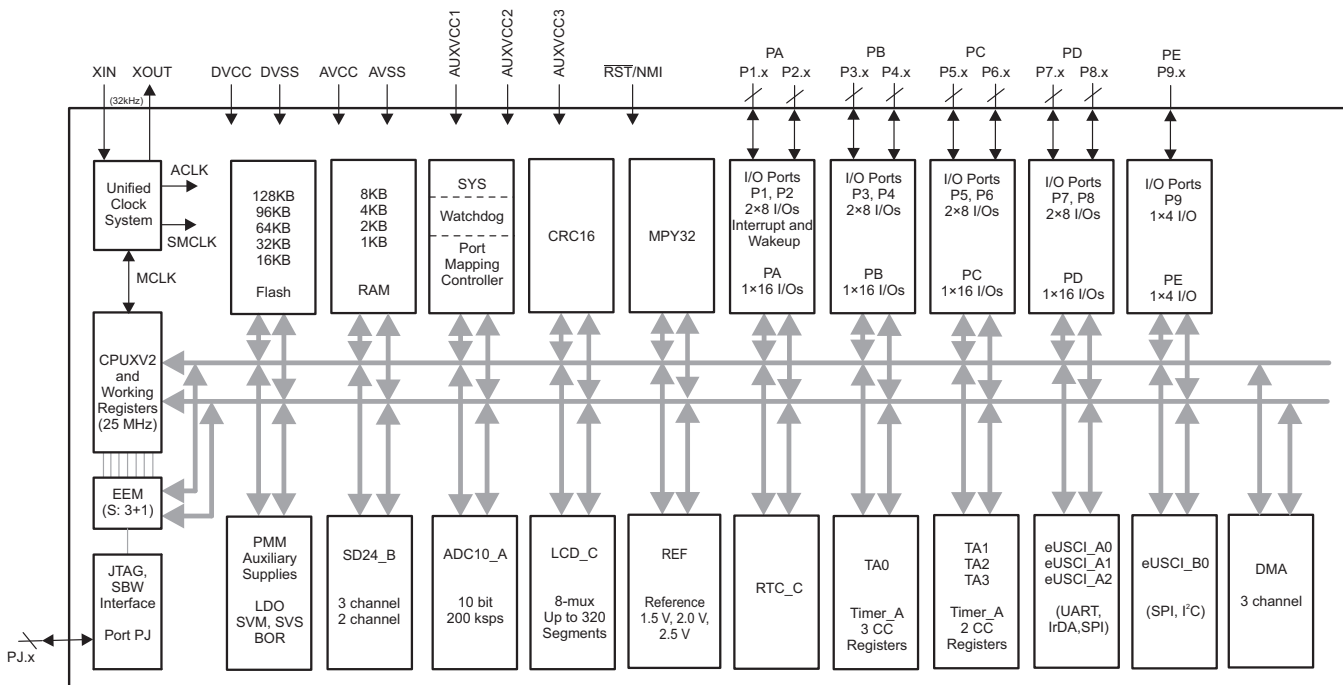 AUXVCC1
AUXVCC2
AUXVCC3
PA
PB
PC
PD
PE
XIN
XOUT
DVCC
DVSS
AVCC
AVSS
RST/NMI
P1.x
P2.x
P3.x
P4.x
P5.x
P6.x
P7.x
P8.x
P9.x
(32kHz)
Unified
Clock
System
ACLK
SMCLK
MCLK
128KB
96KB
64KB
32KB
16KB
Flash
8KB
4KB
2KB
1KB
RAM
SYS
Watchdog
Port
Mapping
Controller
CRC16
MPY32
I/O Ports
P1, P2
2×8 I/Os
Interrupt and
Wakeup
PA
1×16 I/Os
I/O Ports
P3, P4
2×8 I/Os
PB
1×16 I/Os
I/O Ports
P5, P6
2×8 I/Os
PC
1×16 I/Os
I/O Ports
P7, P8
2×8 I/Os
PD
1×16 I/Os
I/O Ports
P9
1×4 I/O
PE
1×4 I/O
CPUXV2
and
Working
Registers
(25 MHz)
EEM
(S: 3+1)
JTAG,
SBW
Interface
Port PJ
PJ.x
PMM
Auxiliary
Supplies
LDO
SVM, SVS
BOR
SD24_B
3 channel
2 channel
ADC10_A
10 bit
200 ksps
LCD_C
8-mux
Up to 320
Segments
REF
Reference
1.5 V, 2.0 V,
2.5 V
RTC_C
TA0
Timer_A
3 CC
Registers
TA1
TA2
TA3
Timer_A
2 CC
Registers
eUSCI_A0
eUSCI_A1
eUSCI_A2
(UART,
IrDA,SPI)
eUSCI_B0
(SPI, I²C)
DMA
3 channel